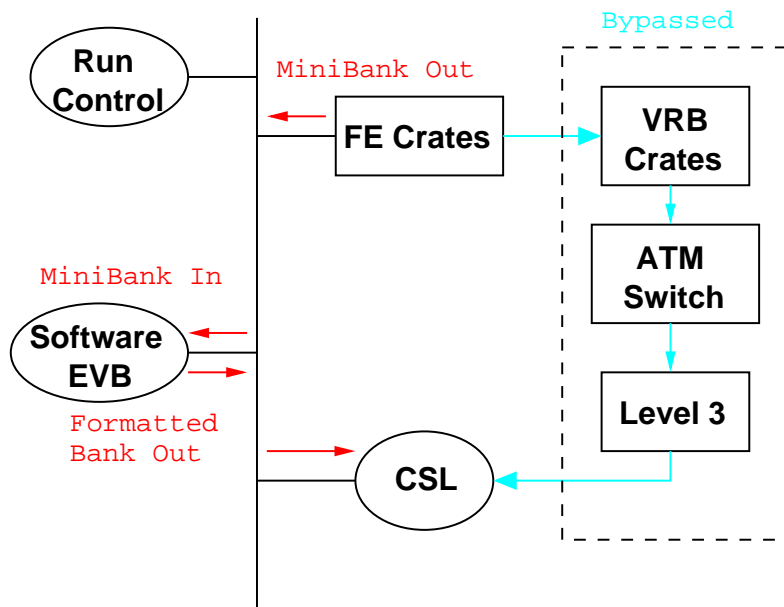 Bypassed
Run
Control
MiniBank Out
FE Crates
VRB
Crates
ATM
Switch
MiniBank In
Software
EVB
Formatted
Bank Out
Level 3
CSL